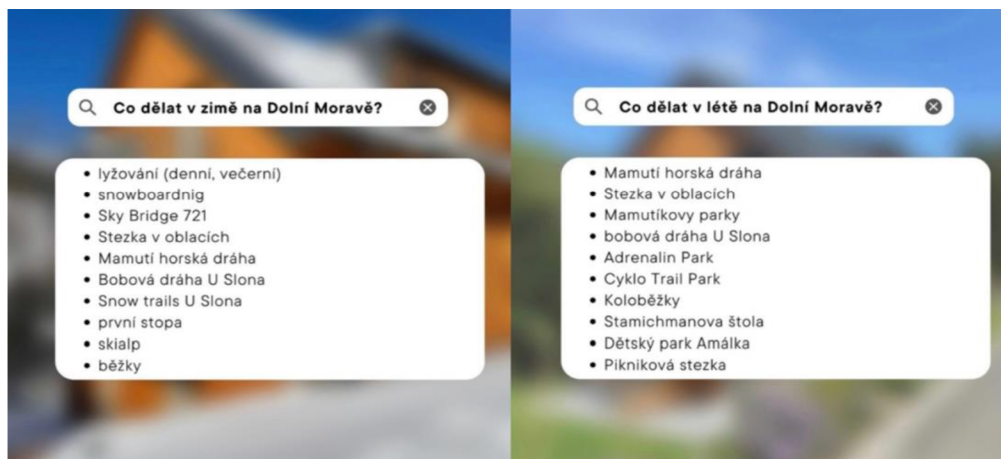 Co dělat v zimě na Dolní Moravě?
• lyžování (denní, večerní)
• snowboardnig
• Sky Bridge 721
• Stezka v oblacích
• Mamutí horská dráha
• Bobová dráha U Slona
• Snow trails U Slona
• první stopa
• skialp
• běžky
Co dělat v létě na Dolní Moravě?
• Mamutí horská dráha
• Stezka v oblacích
• Mamutíkovy parky
• bobová dráha U Slona
• Adrenalin Park
• Cyklo Trail Park
• Koloběžky
• Stamichmanova štola
• Dětský park Amálka
• Pikniková stezka